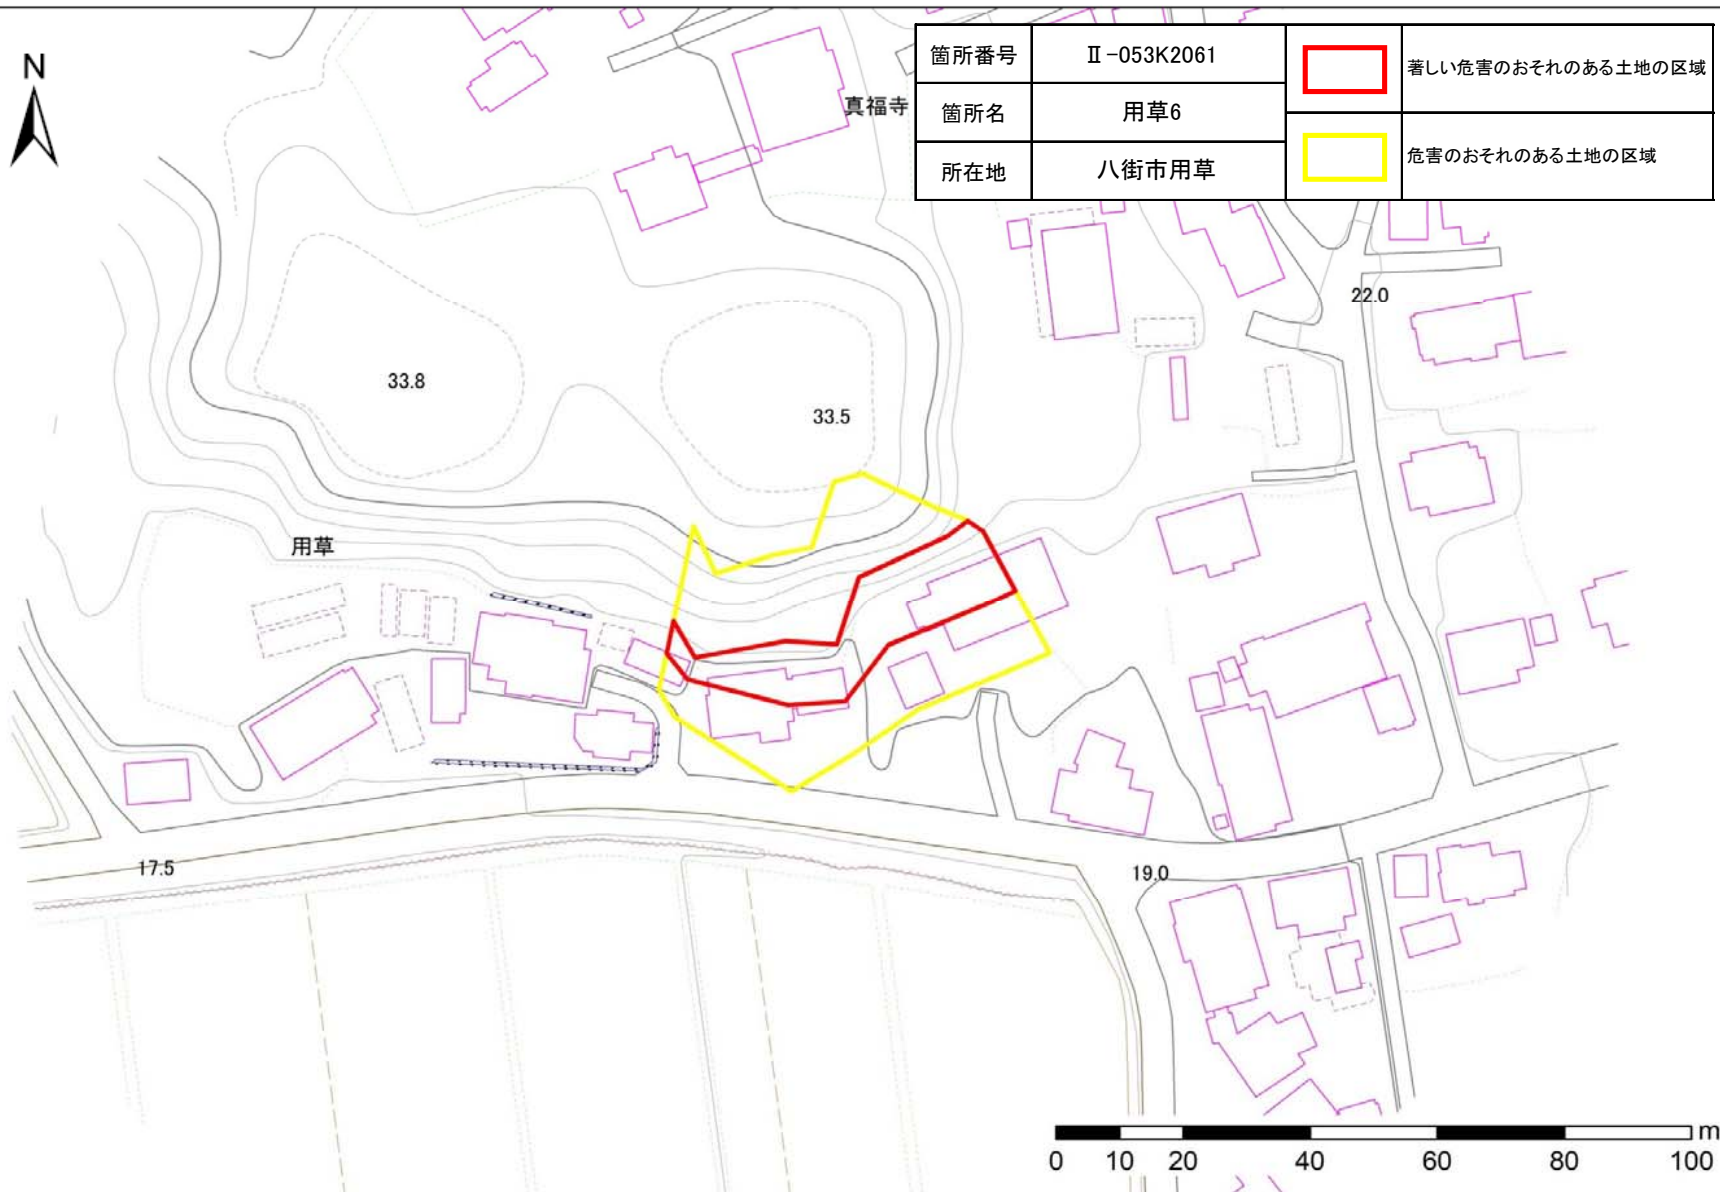 N
箇所番号 Ⅱ-053K2061 著しい危害のおそれのある土地の区域
箇所名 用草6
危害のおそれのある土地の区域
所在地 八街市用草
真福寺
22.0
33.8
33.5
用草
17.5
19.0
m
0 10 20 40 60 80 100